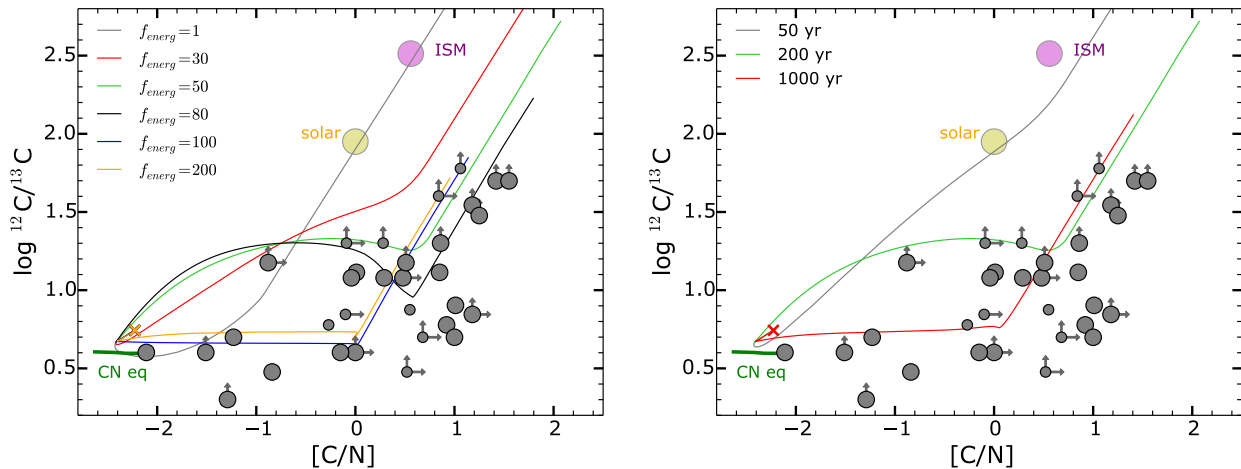 f_energ=1
f_energ=30
f_energ=50
f_energ=80
f_energ=100
f_energ=200
ISM
solar
CN eq
log ¹²C/¹³C
2.5
2.0
1.5
1.0
0.5
−2
−1
0
1
2
[C/N]
50 yr
200 yr
1000 yr
ISM
solar
CN eq
log ¹²C/¹³C
2.5
2.0
1.5
1.0
0.5
−2
−1
0
1
2
[C/N]